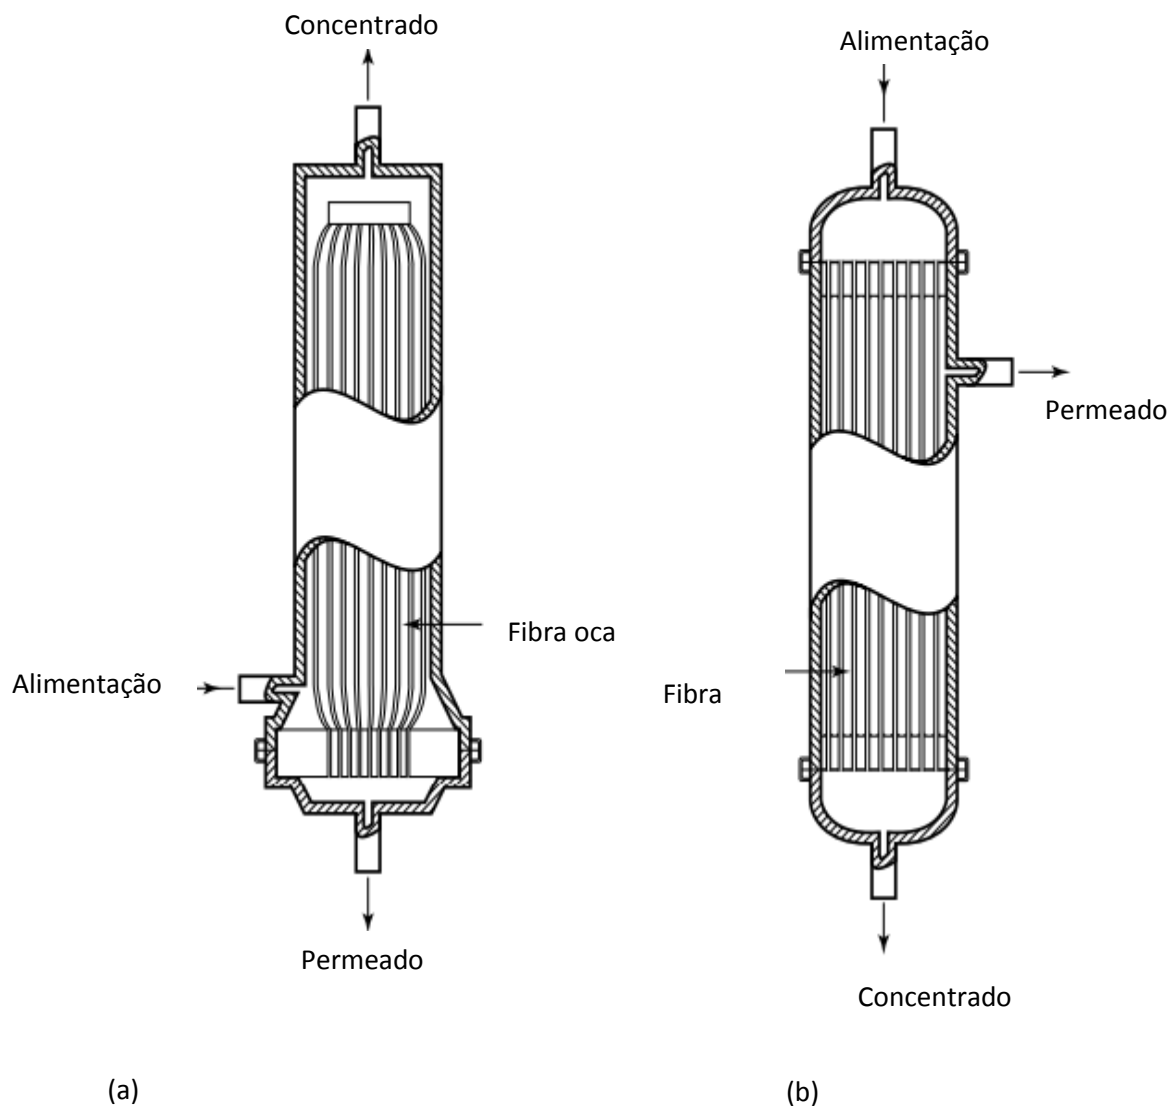 Concentrado
Fibra oca
Alimentação
Permeado
(a)
Alimentação
Permeado
Fibra
Concentrado
(b)